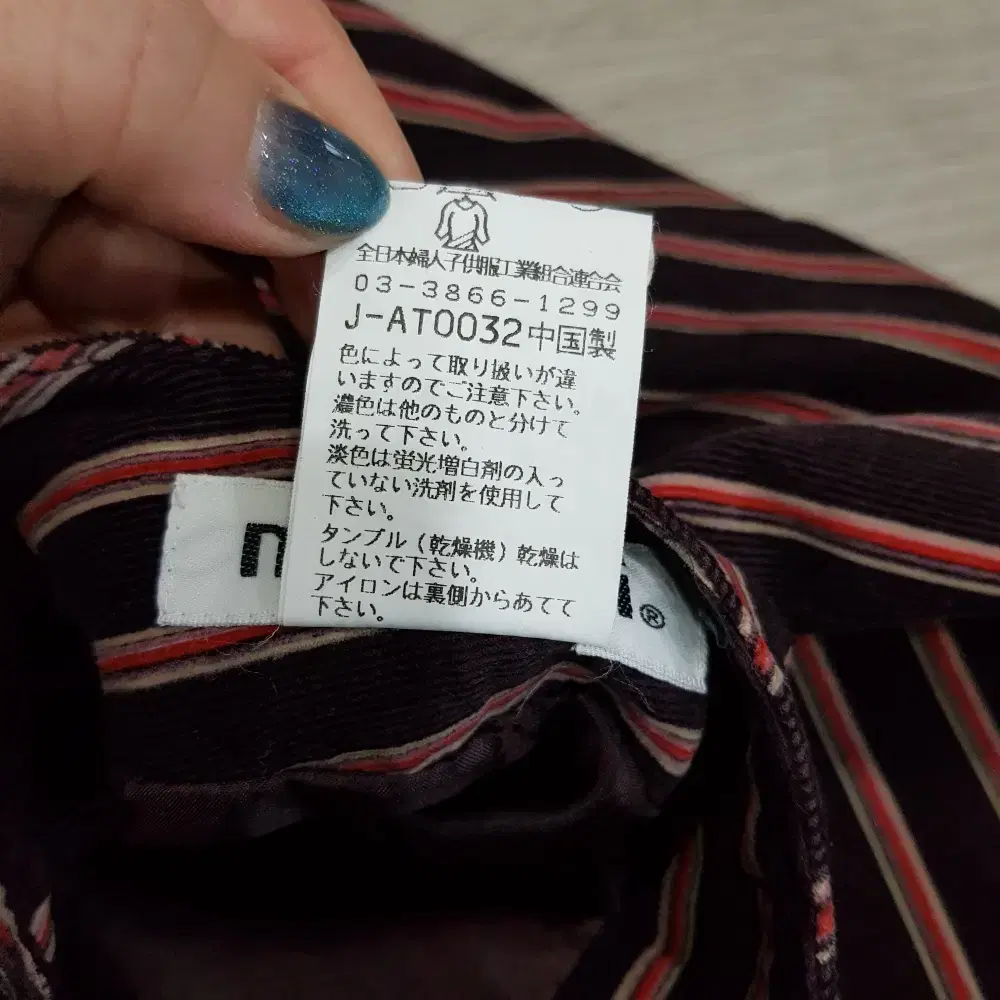 全日本婦人子供服工業組合連合会
03-3866-1299
J-AT0032中国製
色によって取り扱いが違
いますのでご注意下さい。
濃色は他のものと分けて
洗って下さい。
淡色は蛍光増白剤の入っ
ていない洗剤を使用して
下さい。
タンブル（乾燥機）乾燥は
しないで下さい。
アイロンは裏側からあてて
下さい。
®